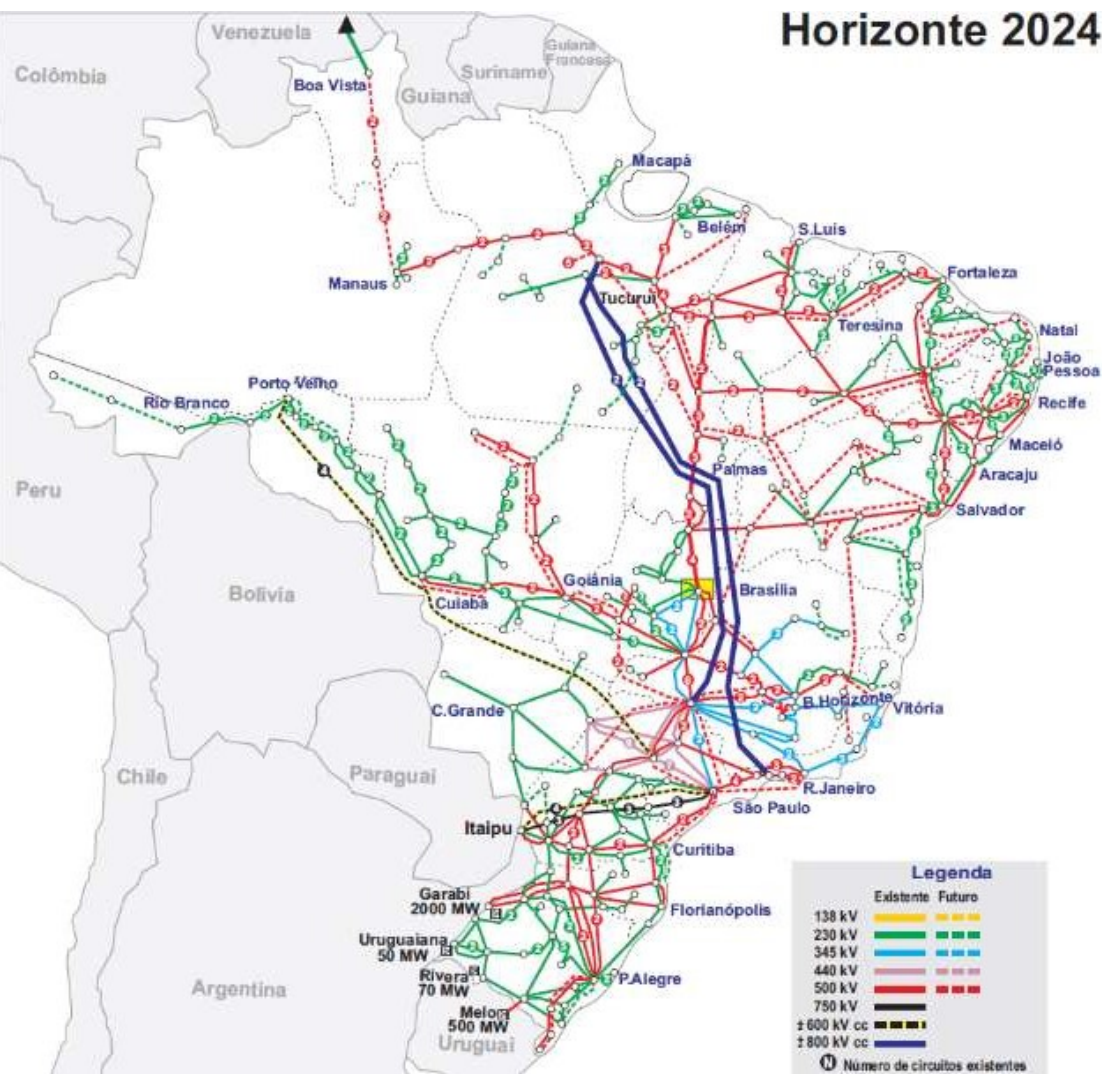 Horizonte 2024
Venezuela
Guiana
Francesa
Colômbia
Suriname
Boa Vista
Guiana
Macapá
Belém
S.Luis
Manaus
Fortaleza
Tucuruí
Teresina
Natal
João
Pessoa
Porto Velho
Rio Branco
Recife
Maceió
Palmas
Aracaju
Peru
Salvador
Goiânia
Brasilia
Bolivia
Cuiabá
C.Grande
B.Horizonte
Vitória
Chile
Paraguai
R.Janeiro
São Paulo
Itaipu
Curitiba
Garabi
2000 MW
Florianópolis
Uruguaiana
50 MW
Rivera
70 MW
P.Alegre
Argentina
Melo
500 MW
Uruguai
Legenda
Existente Futuro
138 kV
230 kV
345 kV
440 kV
500 kV
750 kV
± 600 kV cc
± 800 kV cc
N Número de circuitos existentes